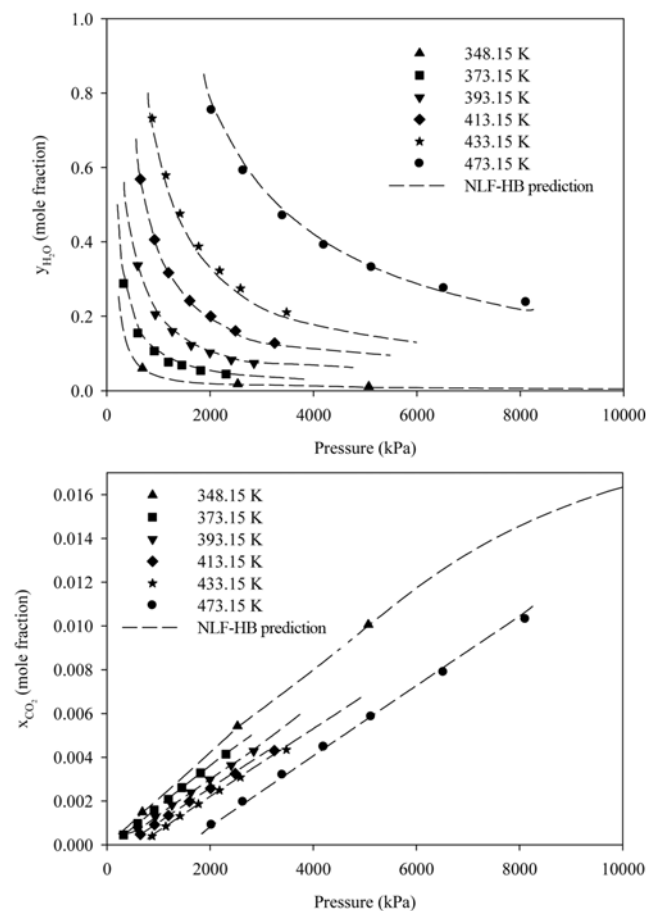 1.0
0.8
0.6
0.4
0.2
0.0
y_H₂O (mole fraction)
348.15 K
373.15 K
393.15 K
413.15 K
433.15 K
473.15 K
NLF-HB prediction
0 2000 4000 6000 8000 10000
Pressure (kPa)
0.016
0.014
0.012
0.010
0.008
0.006
0.004
0.002
0.000
x_CO₂ (mole fraction)
348.15 K
373.15 K
393.15 K
413.15 K
433.15 K
473.15 K
NLF-HB prediction
0 2000 4000 6000 8000 10000
Pressure (kPa)